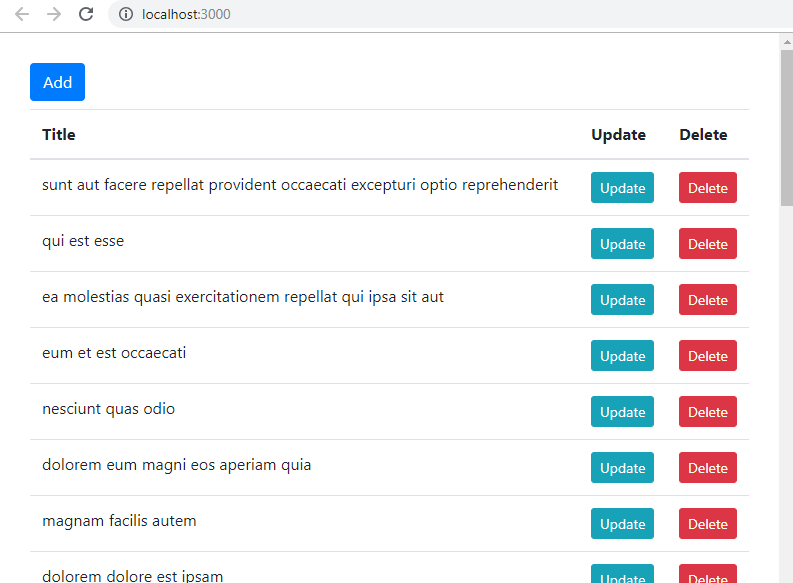 localhost:3000
Add
Title Update Delete
sunt aut facere repellat provident occaecati excepturi optio reprehenderit Update Delete
qui est esse Update Delete
ea molestias quasi exercitationem repellat qui ipsa sit aut Update Delete
eum et est occaecati Update Delete
nesciunt quas odio Update Delete
dolorem eum magni eos aperiam quia Update Delete
magnam facilis autem Update Delete
dolorem dolore est ipsam Update Delete